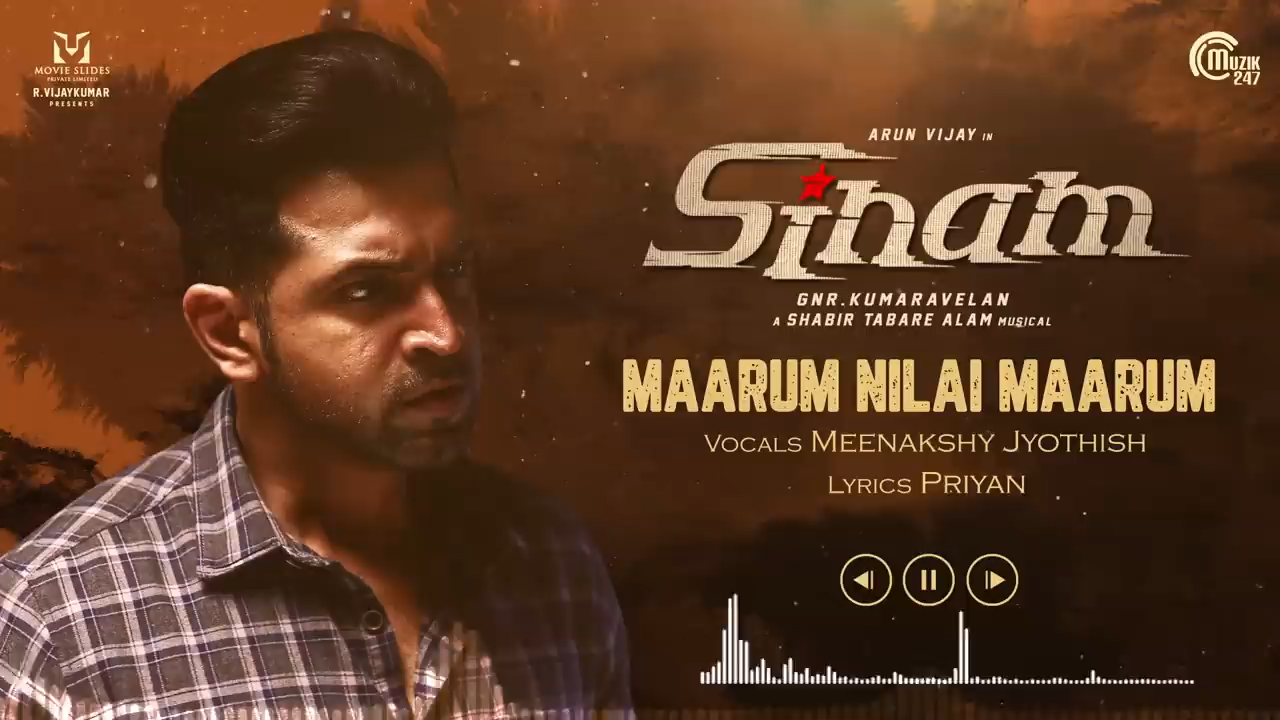 MOVIE SLIDES
PRIVATE LIMITED
R.VIJAYKUMAR
PRESENTS
MUZIK
247
ARUN VIJAY IN
Sinam
GNR.KUMARAVELAN
A SHABIR TABARE ALAM MUSICAL
MAARUM NILAI MAARUM
VOCALS MEENAKSHY JYOTHISH
LYRICS PRIYAN